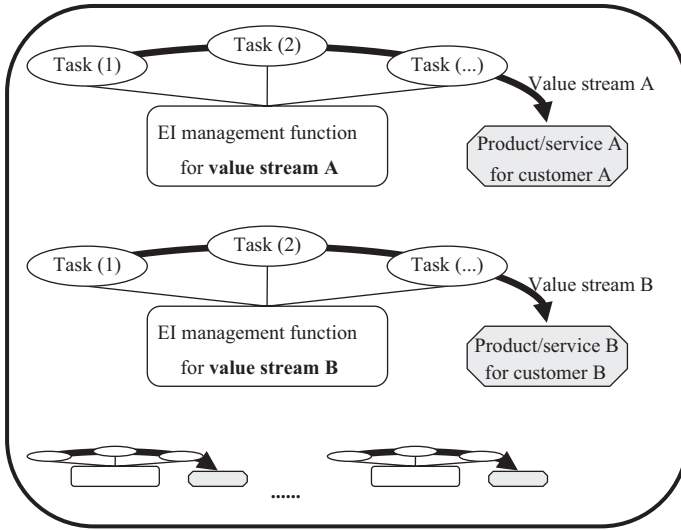 Task (1)
Task (2)
Task (...)
Value stream A
EI management function
for value stream A
Product/service A
for customer A
Task (1)
Task (2)
Task (...)
Value stream B
EI management function
for value stream B
Product/service B
for customer B
......